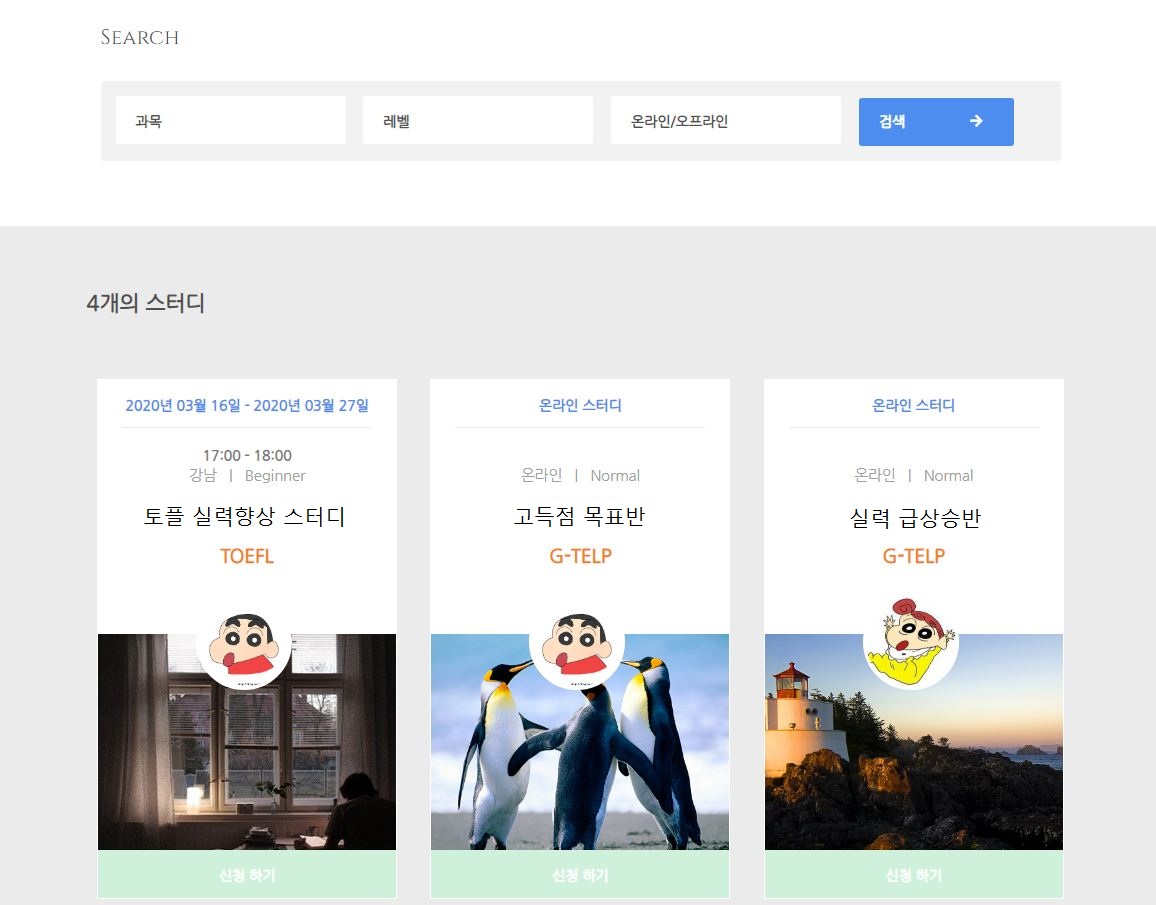 Search
과목
레벨
온라인/오프라인
검색
4개의 스터디
2020년 03월 16일 - 2020년 03월 27일
17:00 - 18:00
강남 | Beginner
토플 실력향상 스터디
TOEFL
신청 하기
온라인 스터디
온라인 | Normal
고득점 목표반
G-TELP
신청 하기
온라인 스터디
온라인 | Normal
실력 급상승반
G-TELP
신청 하기